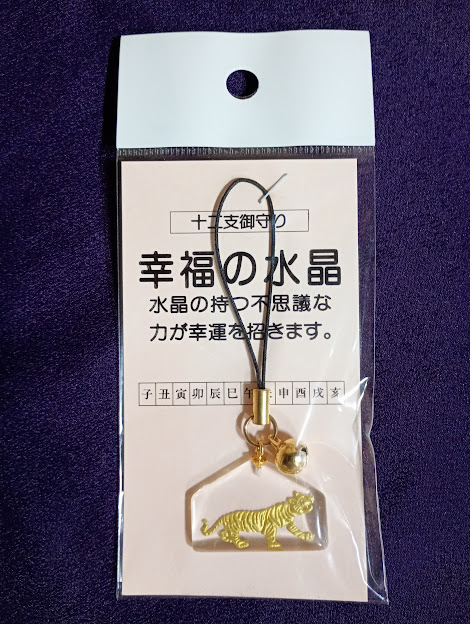 十二支御守り
幸福の水晶
水晶の持つ不思議な
力が幸運を招きます。
子丑寅卯辰巳午未申酉戌亥